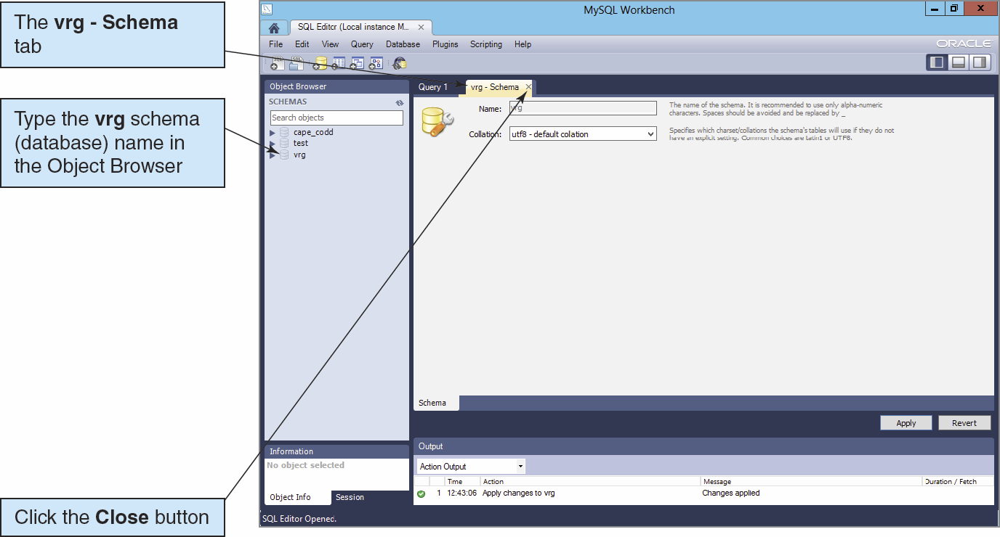 The vrg - Schema
tab
Type the vrg schema
(database) name in
the Object Browser
Click the Close button
MySQL Workbench
SQL Editor (Local instance M...
File Edit View Query Database Plugins Scripting Help
ORACLE
Object Browser
SCHEMAS
Search objects
cape_codd
test
vrg
Query 1
vrg - Schema
Name: vrg
The name of the schema. It is recommended to use only alpha-numeric
characters. Spaces should be avoided and be replaced by _
Collation: utf8 - default colation
Specifies which charset/collations the schema's tables will use if they do not
have an explicit setting. Common choices are Latin1 or UTF8.
Schema
Apply Revert
Information
No object selected
Object Info Session
Output
Action Output
Time Action Message Duration / Fetch
1 12:43:06 Apply changes to vrg Changes applied
SQL Editor Opened.